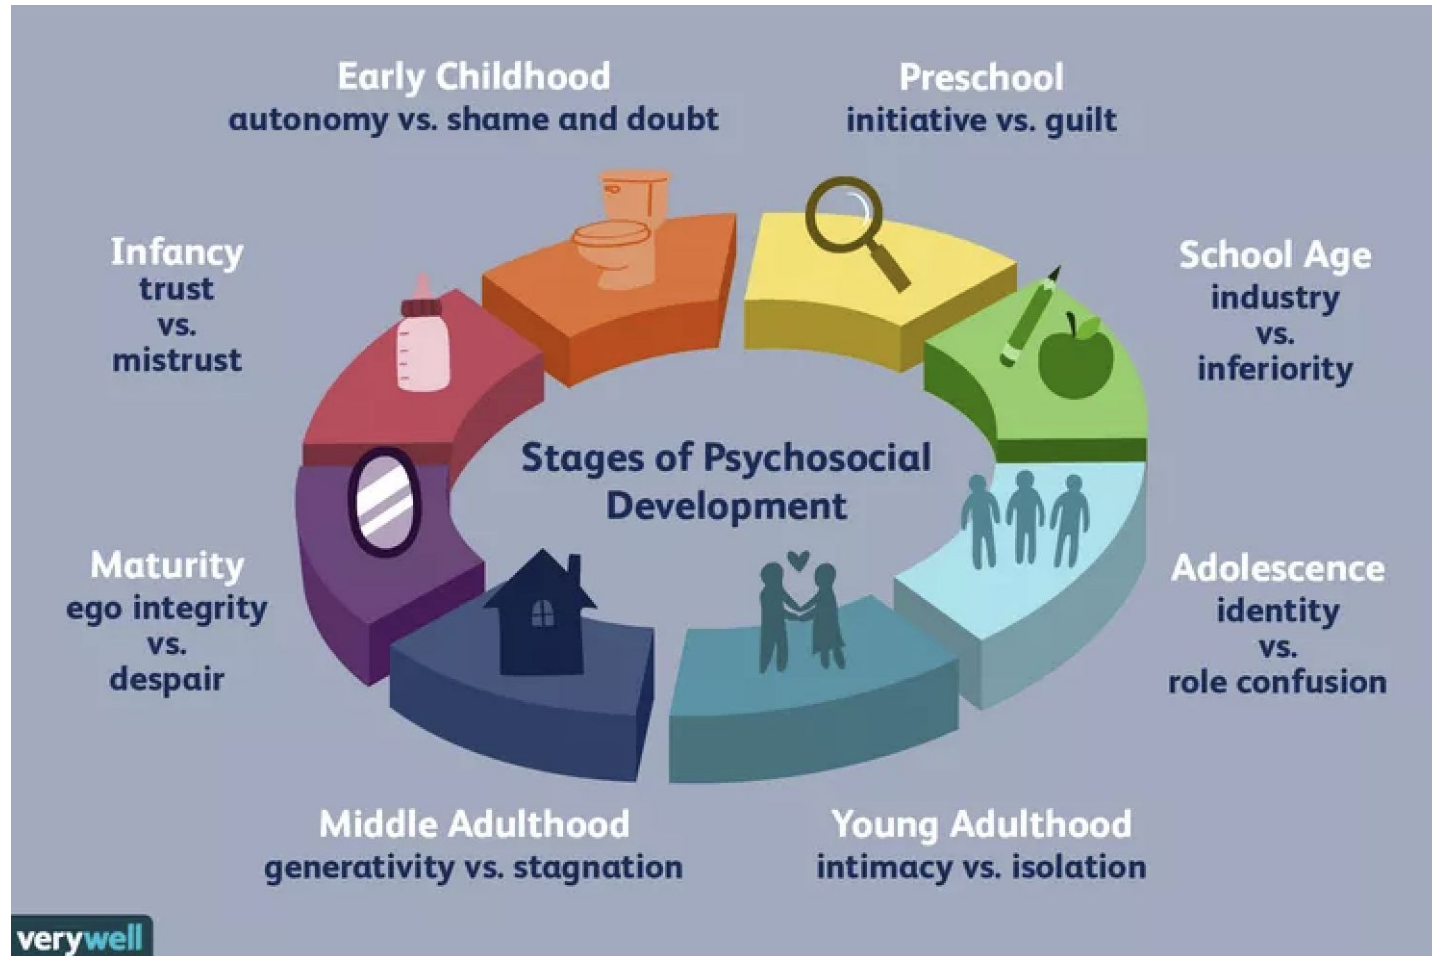 Early Childhood
autonomy vs. shame and doubt
Preschool
initiative vs. guilt
Infancy
trust
vs.
mistrust
School Age
industry
vs.
inferiority
Stages of Psychosocial
Development
Maturity
ego integrity
vs.
despair
Adolescence
identity
vs.
role confusion
Middle Adulthood
generativity vs. stagnation
Young Adulthood
intimacy vs. isolation
verywell